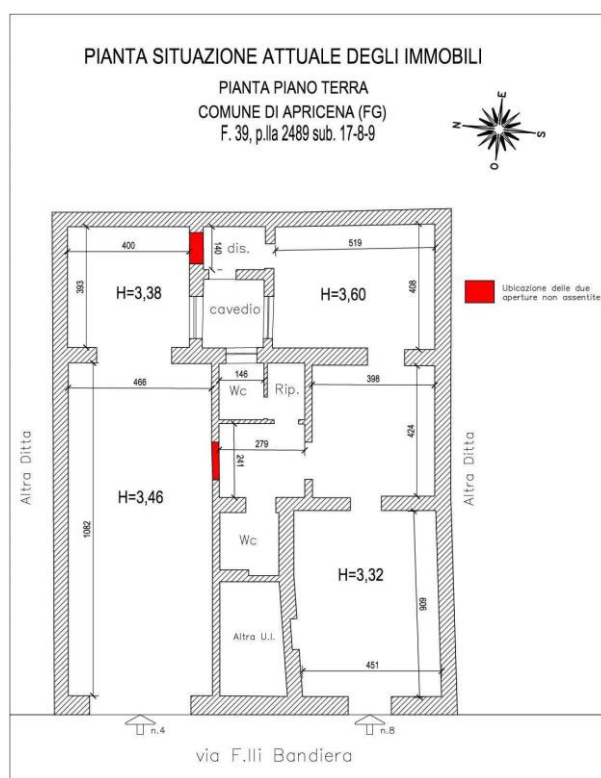 PIANTA SITUAZIONE ATTUALE DEGLI IMMOBILI
PIANTA PIANO TERRA
COMUNE DI APRICENA (FG)
F. 39, p.lla 2489 sub. 17-8-9
E
N
S
O
400
140
dis.
519
393
H=3,38
H=3,60
408
cavedio
Ubicazione delle due
aperture non assentite
466
146
Wc
Rip.
398
424
279
241
Altra Ditta
Altra Ditta
H=3,46
1082
Wc
H=3,32
609
Altra U.I.
451
n.4
n.8
via F.lli Bandiera